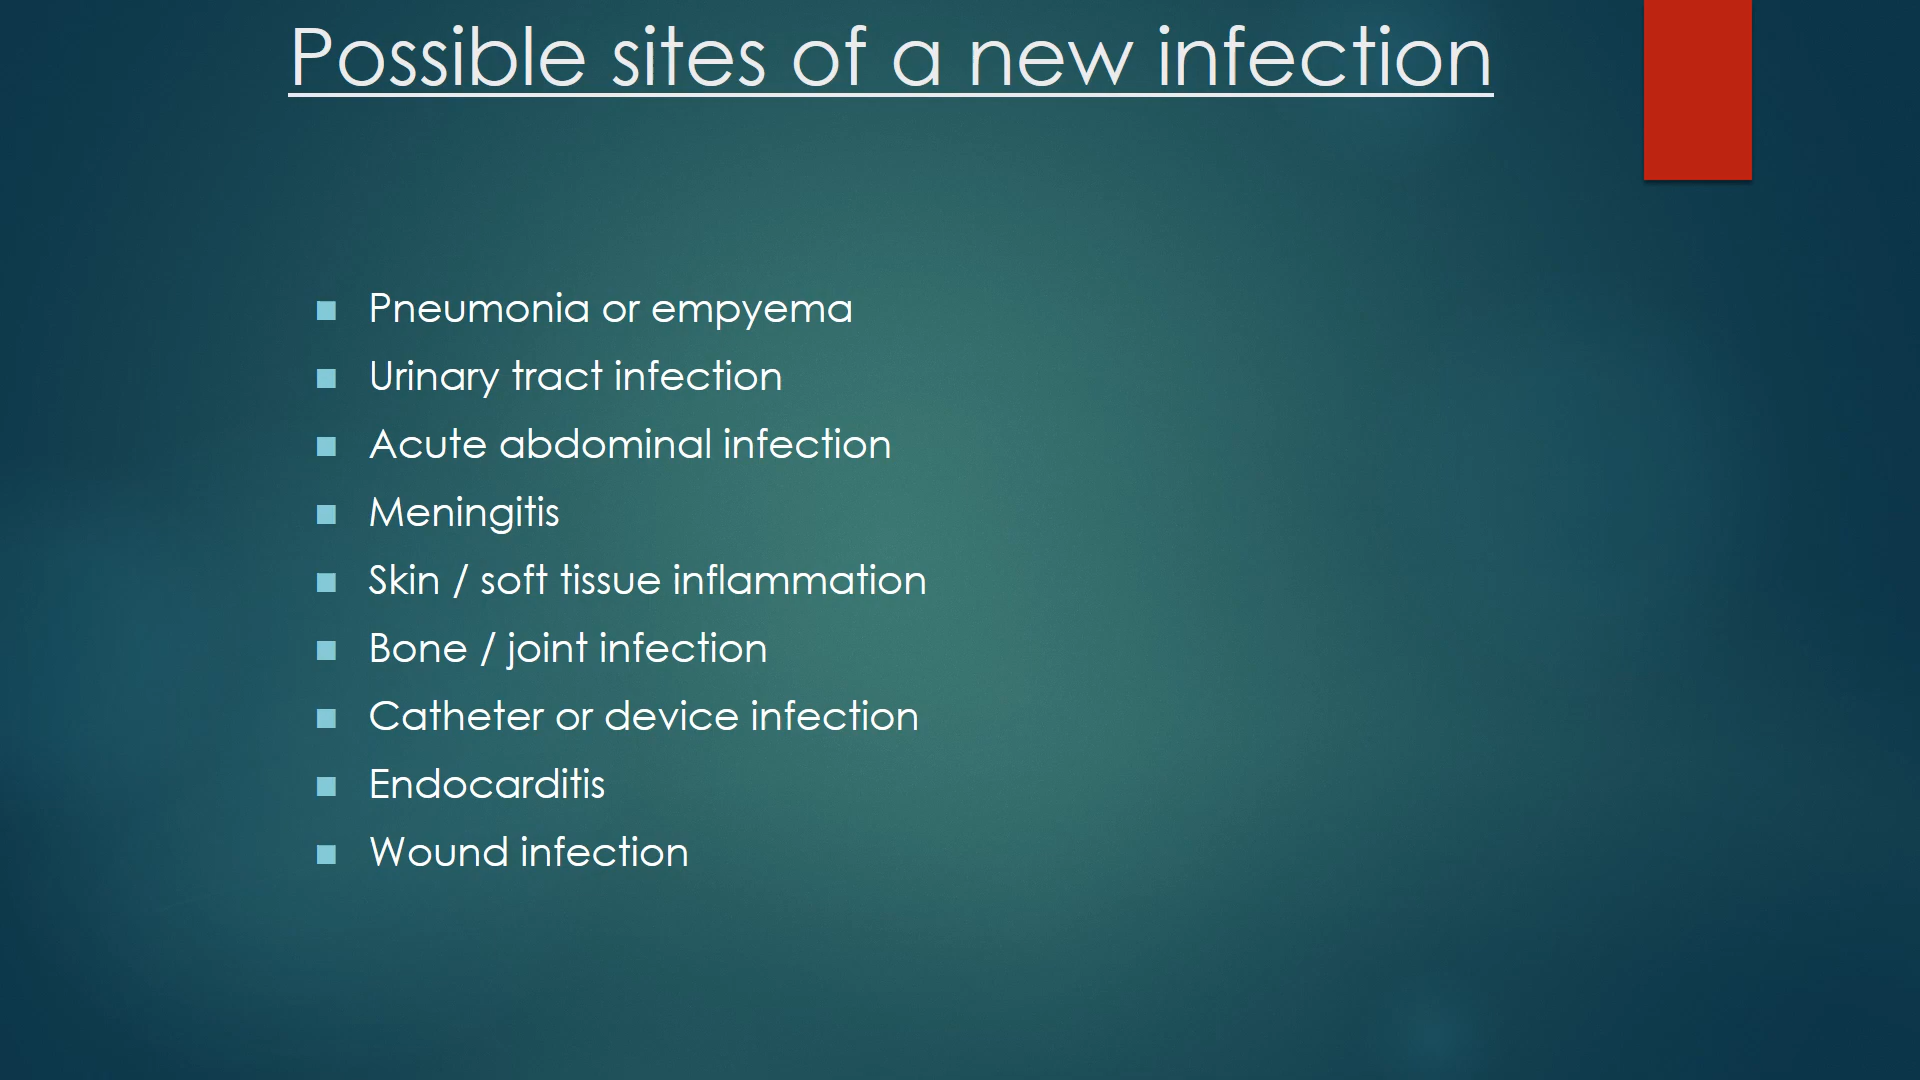 Possible sites of a new infection
■ Pneumonia or empyema
■ Urinary tract infection
■ Acute abdominal infection
■ Meningitis
■ Skin / soft tissue inflammation
■ Bone / joint infection
■ Catheter or device infection
■ Endocarditis
■ Wound infection